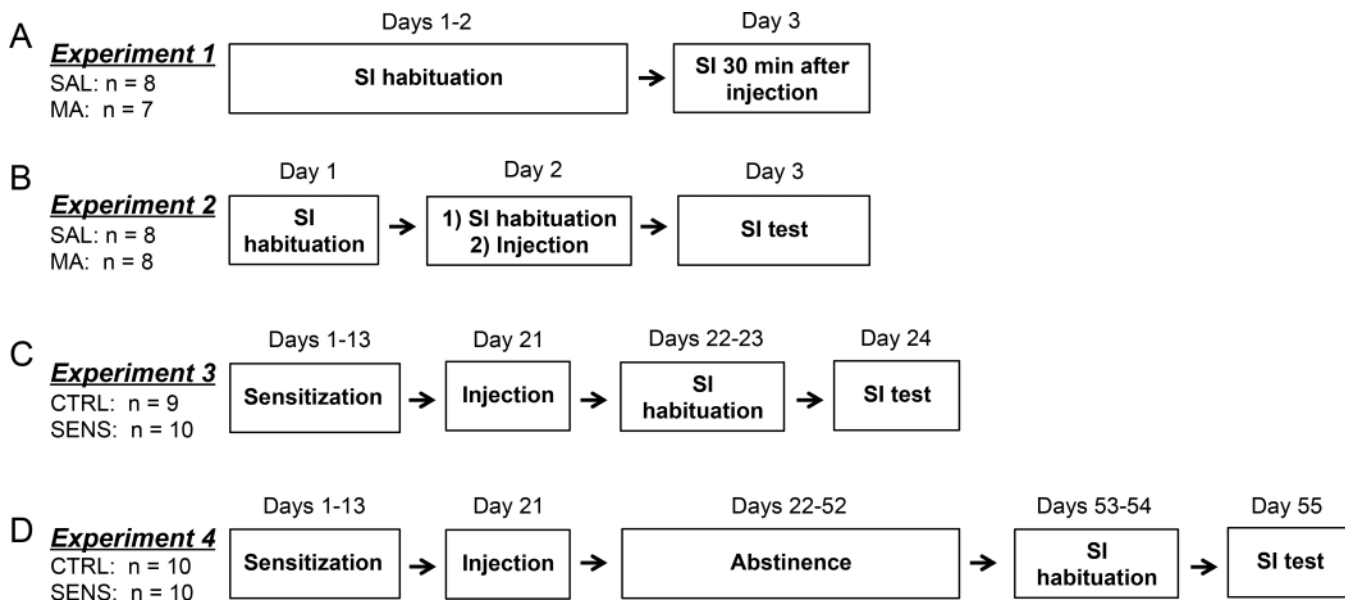 A
Experiment 1
SAL: n = 8
MA: n = 7
Days 1-2
SI habituation
Day 3
SI 30 min after
injection
B
Experiment 2
SAL: n = 8
MA: n = 8
Day 1
SI
habituation
Day 2
1) SI habituation
2) Injection
Day 3
SI test
C
Experiment 3
CTRL: n = 9
SENS: n = 10
Days 1-13
Sensitization
Day 21
Injection
Days 22-23
SI
habituation
Day 24
SI test
D
Experiment 4
CTRL: n = 10
SENS: n = 10
Days 1-13
Sensitization
Day 21
Injection
Days 22-52
Abstinence
Days 53-54
SI
habituation
Day 55
SI test